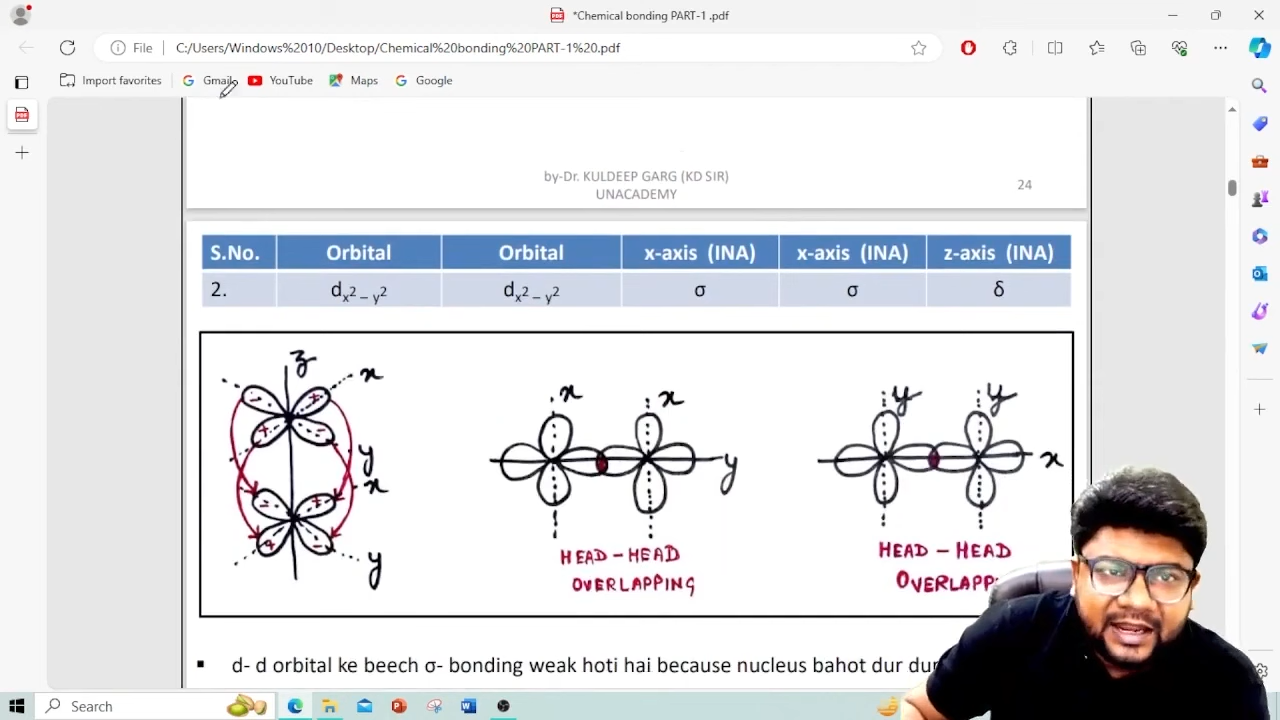 *Chemical bonding PART-1 .pdf
File
C:/Users/Windows%2010/Desktop/Chemical%20bonding%20PART-1%20.pdf
Import favorites
Gmail
YouTube
Maps
Google
by-Dr. KULDEEP GARG (KD SIR)
UNACADEMY
24
S.No. Orbital Orbital x-axis (INA) x-axis (INA) z-axis (INA)
2. dx² – y² dx² – y² σ σ δ
z
x
y
x
y
x x
y
HEAD-HEAD
OVERLAPPING
y y
x
HEAD - HEAD
d- d orbital ke beech σ- bonding weak hoti hai because nucleus bahot dur
Search